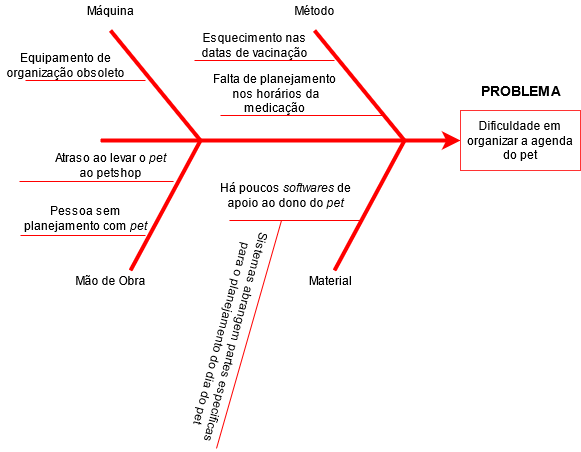 Máquina
Método
Esquecimento nas
datas de vacinação
Equipamento de
organização obsoleto
Falta de planejamento
nos horários da
medicação
PROBLEMA
Dificuldade em
organizar a agenda
do pet
Atraso ao levar o pet
ao petshop
Há poucos softwares de
apoio ao dono do pet
Pessoa sem
planejamento com pet
Sistemas abrangem partes específicas
para o planejamento do dia do pet
Mão de Obra
Material